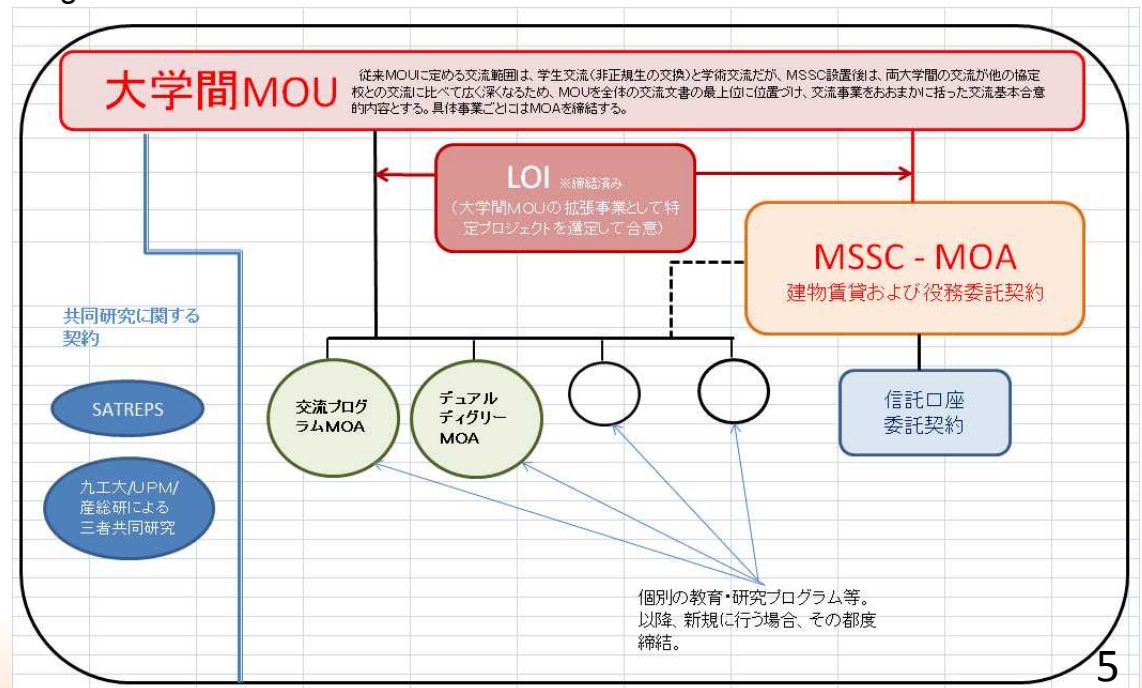 大学間MOU
従来MOUに定める交流範囲は、学生交流(非正規生の交換)と学術交流だが、MSSC設置後は、両大学間の交流が他の協定
校との交流に比べて広く深くなるため、MOUを全体の交流文書の最上位に位置づけ、交流事業をおおまかに括った交流基本合意
的内容とする。具体事業ごとにはMOAを締結する。
LOI ※締結済み
(大学間MOUの拡張事業として特
定プロジェクトを選定して合意)
MSSC - MOA
建物賃貸および役務委託契約
共同研究に関する
契約
SATREPS
九工大/UPM/
産総研による
三者共同研究
交流プログ
ラムMOA
デュアル
ディグリー
MOA
信託口座
委託契約
個別の教育・研究プログラム等。
以降、新規に行う場合、その都度
締結。
5